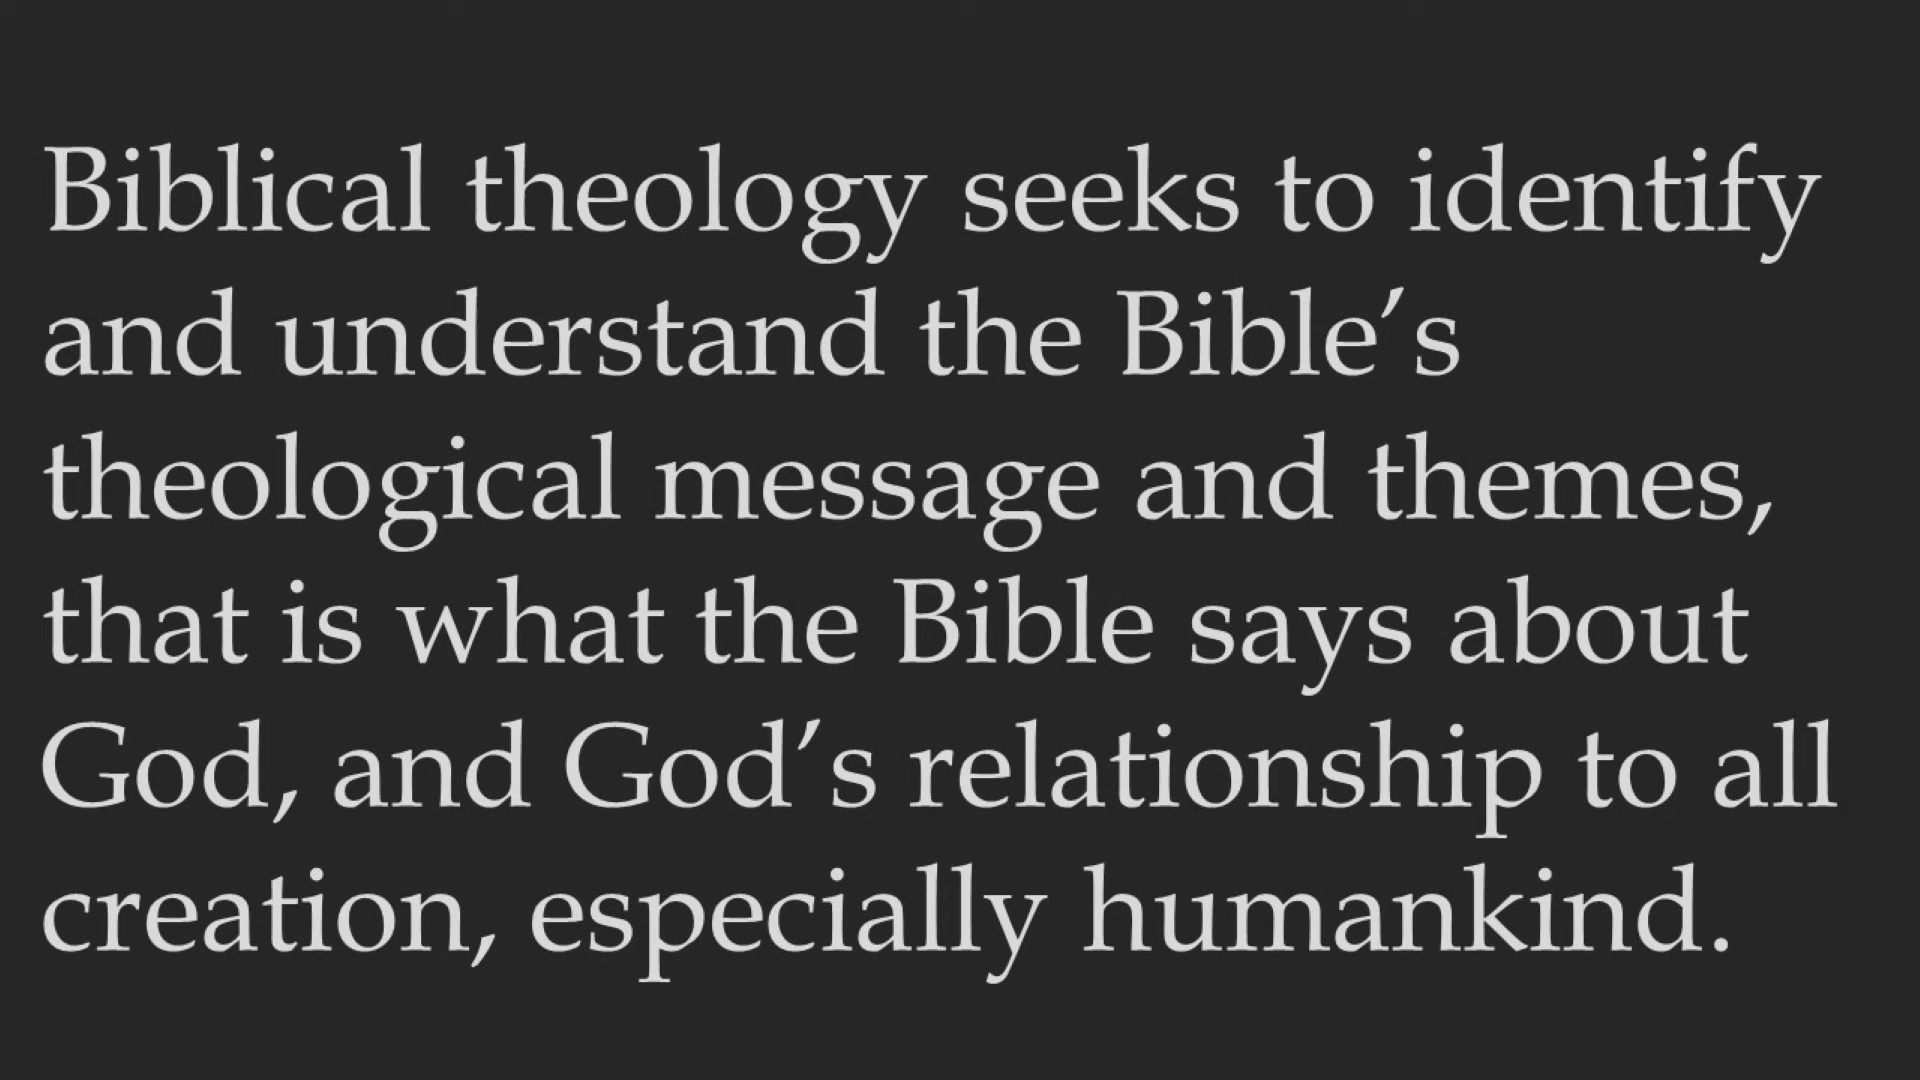 Biblical theology seeks to identify
and understand the Bible’s
theological message and themes,
that is what the Bible says about
God, and God’s relationship to all
creation, especially humankind.